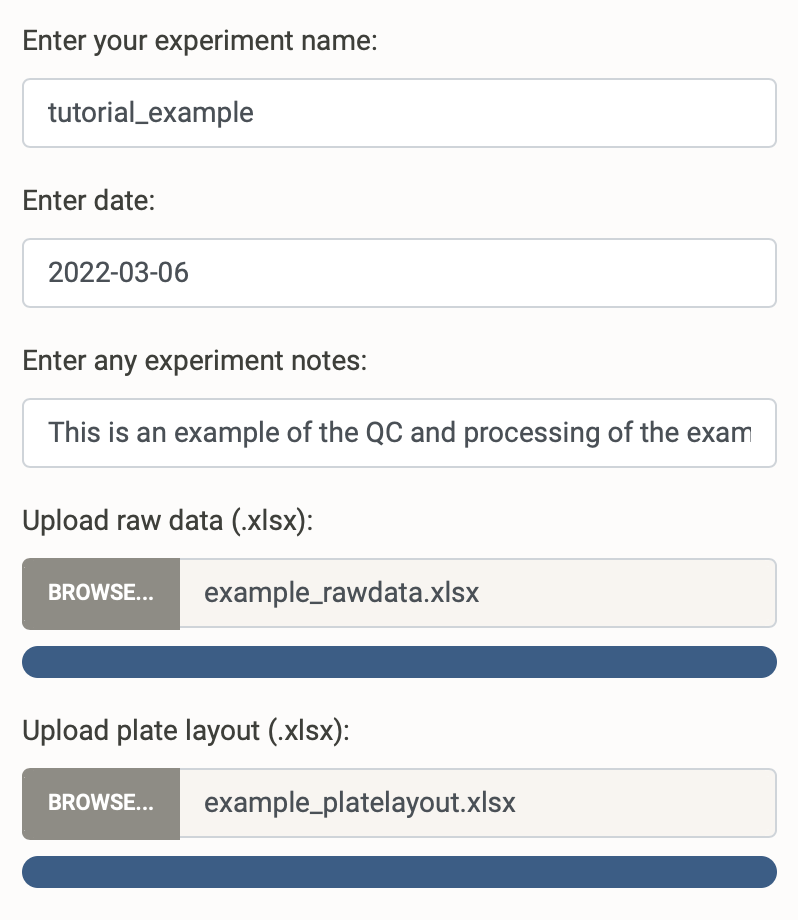 Enter your experiment name:
tutorial_example
Enter date:
2022-03-06
Enter any experiment notes:
This is an example of the QC and processing of the exam
Upload raw data (.xlsx):
BROWSE... example_rawdata.xlsx
Upload plate layout (.xlsx):
BROWSE... example_platelayout.xlsx